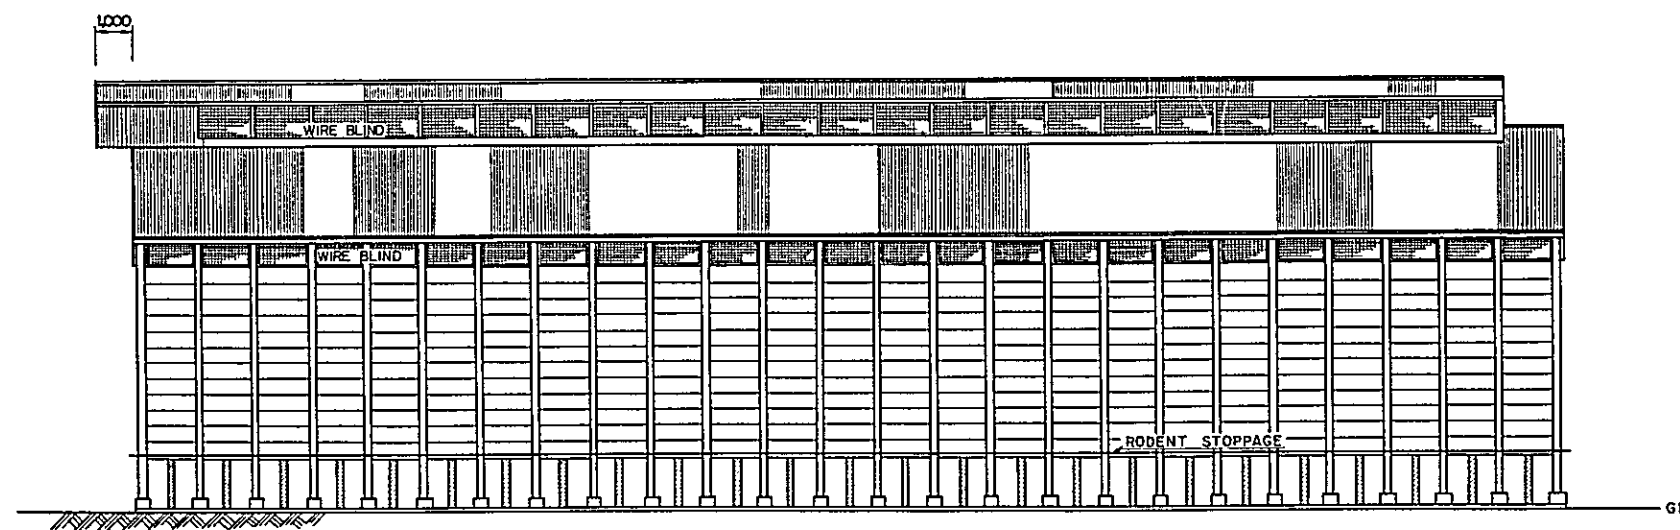 1,000
WIRE BLIND
WIRE BLIND
RODENT STOPPAGE